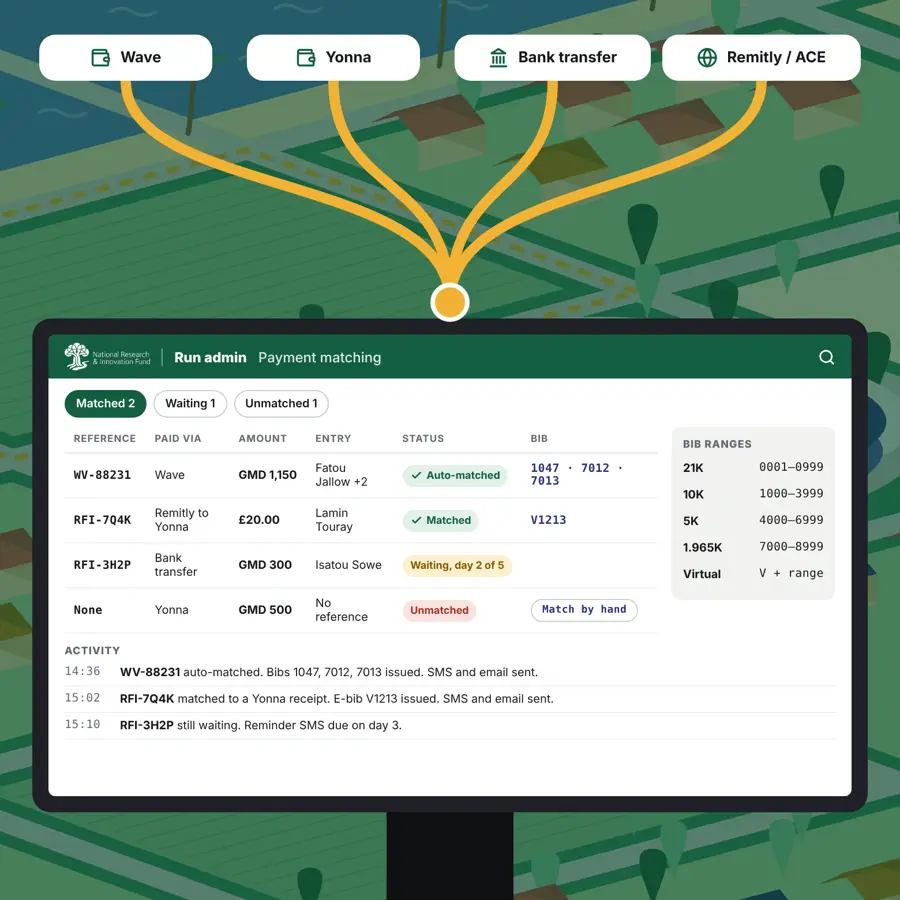 Wave
Yonna
Bank transfer
Remitly / ACE
National Research
& Innovation Fund
Run admin
Payment matching
Matched 2
Waiting 1
Unmatched 1
REFERENCE PAID VIA AMOUNT ENTRY STATUS BIB
WV-88231 Wave GMD 1,150 Fatou Jallow +2 Auto-matched 1047 · 7012 · 7013
RFI-7Q4K Remitly to Yonna £20.00 Lamin Touray Matched V1213
RFI-3H2P Bank transfer GMD 300 Isatou Sowe Waiting, day 2 of 5
None Yonna GMD 500 No reference Unmatched Match by hand
BIB RANGES
21K 0001–0999
10K 1000–3999
5K 4000–6999
1.965K 7000–8999
Virtual V + range
ACTIVITY
14:36 WV-88231 auto-matched. Bibs 1047, 7012, 7013 issued. SMS and email sent.
15:02 RFI-7Q4K matched to a Yonna receipt. E-bib V1213 issued. SMS and email sent.
15:10 RFI-3H2P still waiting. Reminder SMS due on day 3.